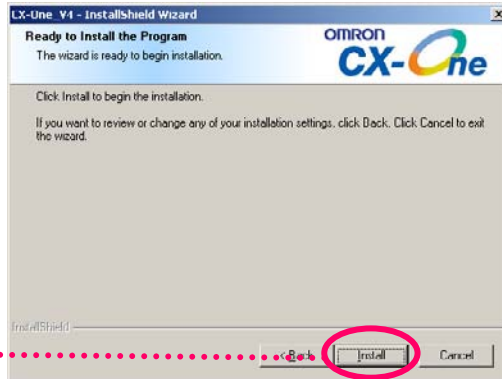 CX-One_V4 - InstallShield Wizard
Ready to Install the Program
The wizard is ready to begin installation.
OMRON
CX-One
Click Install to begin the installation.
If you want to review or change any of your installation settings, click Back. Click Cancel to exit
the wizard.
InstallShield
< Back
Install
Cancel